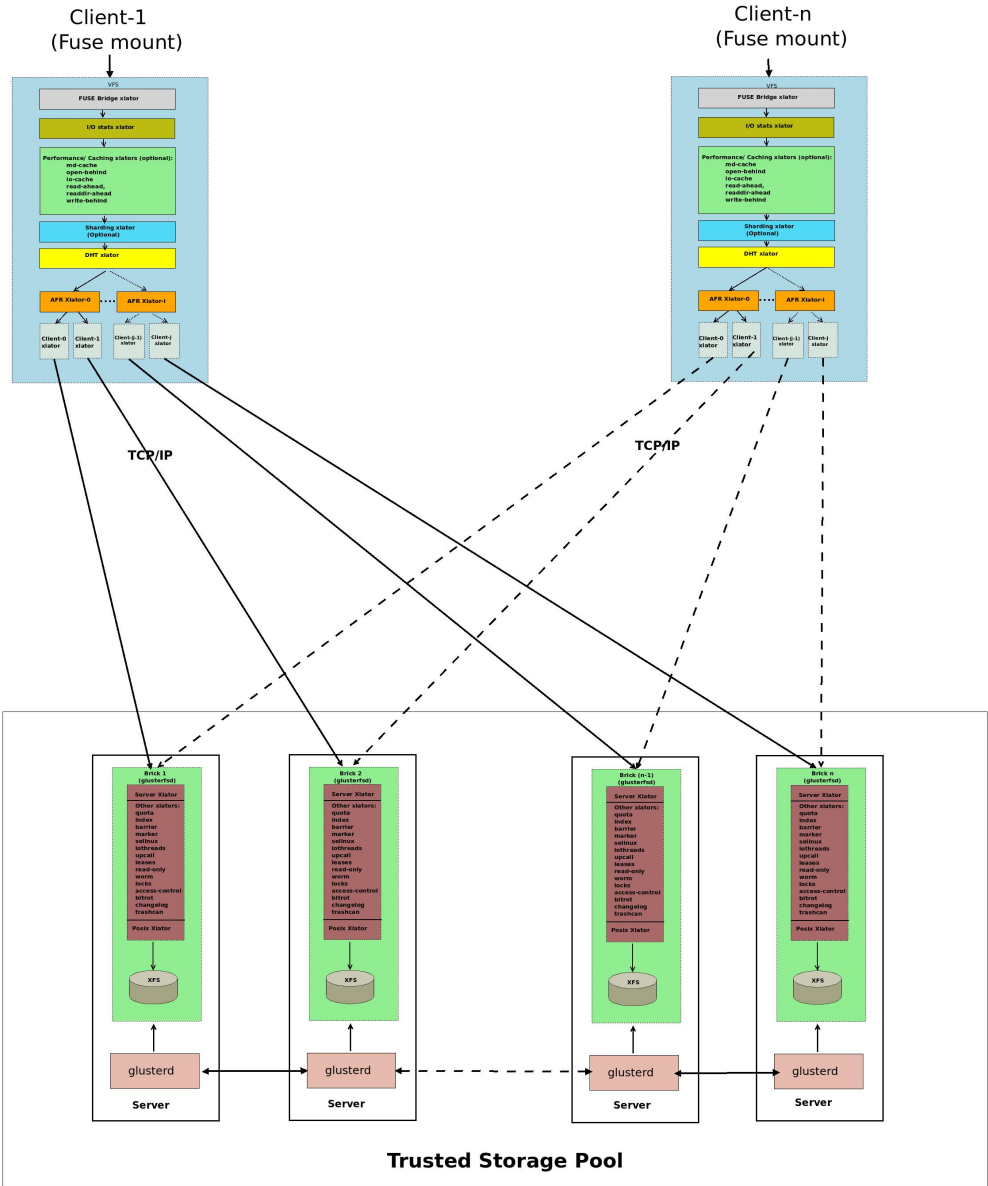 Client-1
(Fuse mount)
VFS
FUSE Bridge xlator
I/O stats xlator
Performance/ Caching xlators (optional):
md-cache
open-behind
io-cache
read-ahead,
readdir-ahead
write-behind
Sharding xlator
(Optional)
DHT xlator
AFR Xlator-0
AFR Xlator-i
Client-0
xlator
Client-1
xlator
Client-(j-1)
xlator
Client-j
xlator
TCP/IP
Client-n
(Fuse mount)
VFS
FUSE Bridge xlator
I/O stats xlator
Performance/ Caching xlators (optional):
md-cache
open-behind
io-cache
read-ahead,
readdir-ahead
write-behind
Sharding xlator
(Optional)
DHT xlator
AFR Xlator-0
AFR Xlator-i
Client-0
xlator
Client-1
xlator
Client-(j-1)
xlator
Client-j
xlator
TCP/IP
Brick 1
(glusterfsd)
Server Xlator
Other xlators:
quota
index
barrier
marker
selinux
iothreads
upcall
leases
read-only
worm
locks
access-control
bitrot
changelog
trashcan
Posix Xlator
XFS
glusterd
Server
Brick 2
(glusterfsd)
Server Xlator
Other xlators:
quota
index
barrier
marker
selinux
iothreads
upcall
leases
read-only
worm
locks
access-control
bitrot
changelog
trashcan
Posix Xlator
XFS
glusterd
Server
Brick (n-1)
(glusterfsd)
Server Xlator
Other xlators:
quota
index
barrier
marker
selinux
iothreads
upcall
leases
read-only
worm
locks
access-control
bitrot
changelog
trashcan
Posix Xlator
XFS
glusterd
Server
Brick n
(glusterfsd)
Server Xlator
Other xlators:
quota
index
barrier
marker
selinux
iothreads
upcall
leases
read-only
worm
locks
access-control
bitrot
changelog
trashcan
Posix Xlator
XFS
glusterd
Server
Trusted Storage Pool